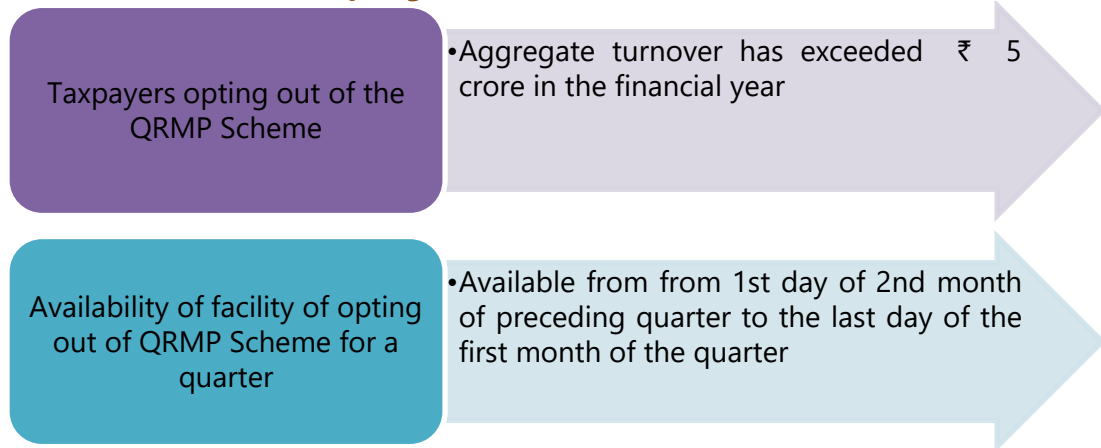 Taxpayers opting out of the
QRMP Scheme
•Aggregate turnover has exceeded ₹ 5
crore in the financial year
Availability of facility of opting
out of QRMP Scheme for a
quarter
•Available from from 1st day of 2nd month
of preceding quarter to the last day of the
first month of the quarter